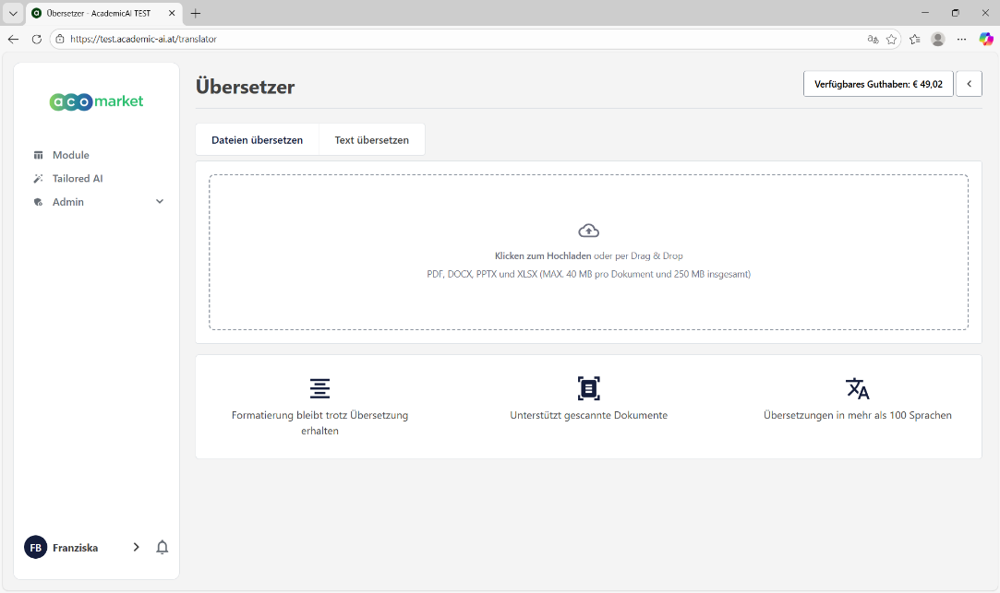 Übersetzer - AcademicAI TEST
https://test.academic-ai.at/translator
aco market
Module
Tailored AI
Admin
FB Franziska
Übersetzer
Verfügbares Guthaben: € 49,02
Dateien übersetzen
Text übersetzen
Klicken zum Hochladen oder per Drag & Drop
PDF, DOCX, PPTX und XLSX (MAX. 40 MB pro Dokument und 250 MB insgesamt)
Formatierung bleibt trotz Übersetzung
erhalten
Unterstützt gescannte Dokumente
Übersetzungen in mehr als 100 Sprachen